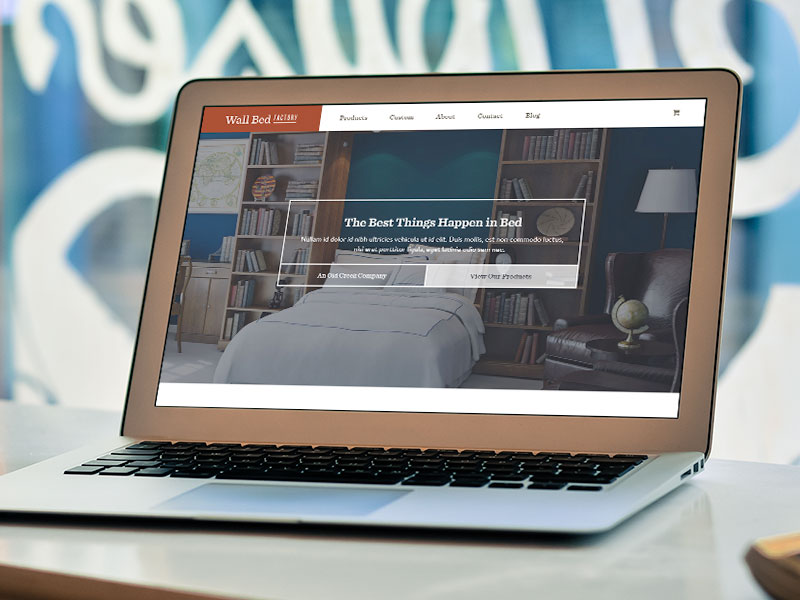 Wall Bed FACTORY
Products Custom About Contact Blog
The Best Things Happen in Bed
Nullam id dolor id nibh ultricies vehicula ut id elit. Duis mollis, est non commodo luctus,
nisi erat porttitor ligula, eget lacinia odio sem nec.
An Old Creek Company View Our Products